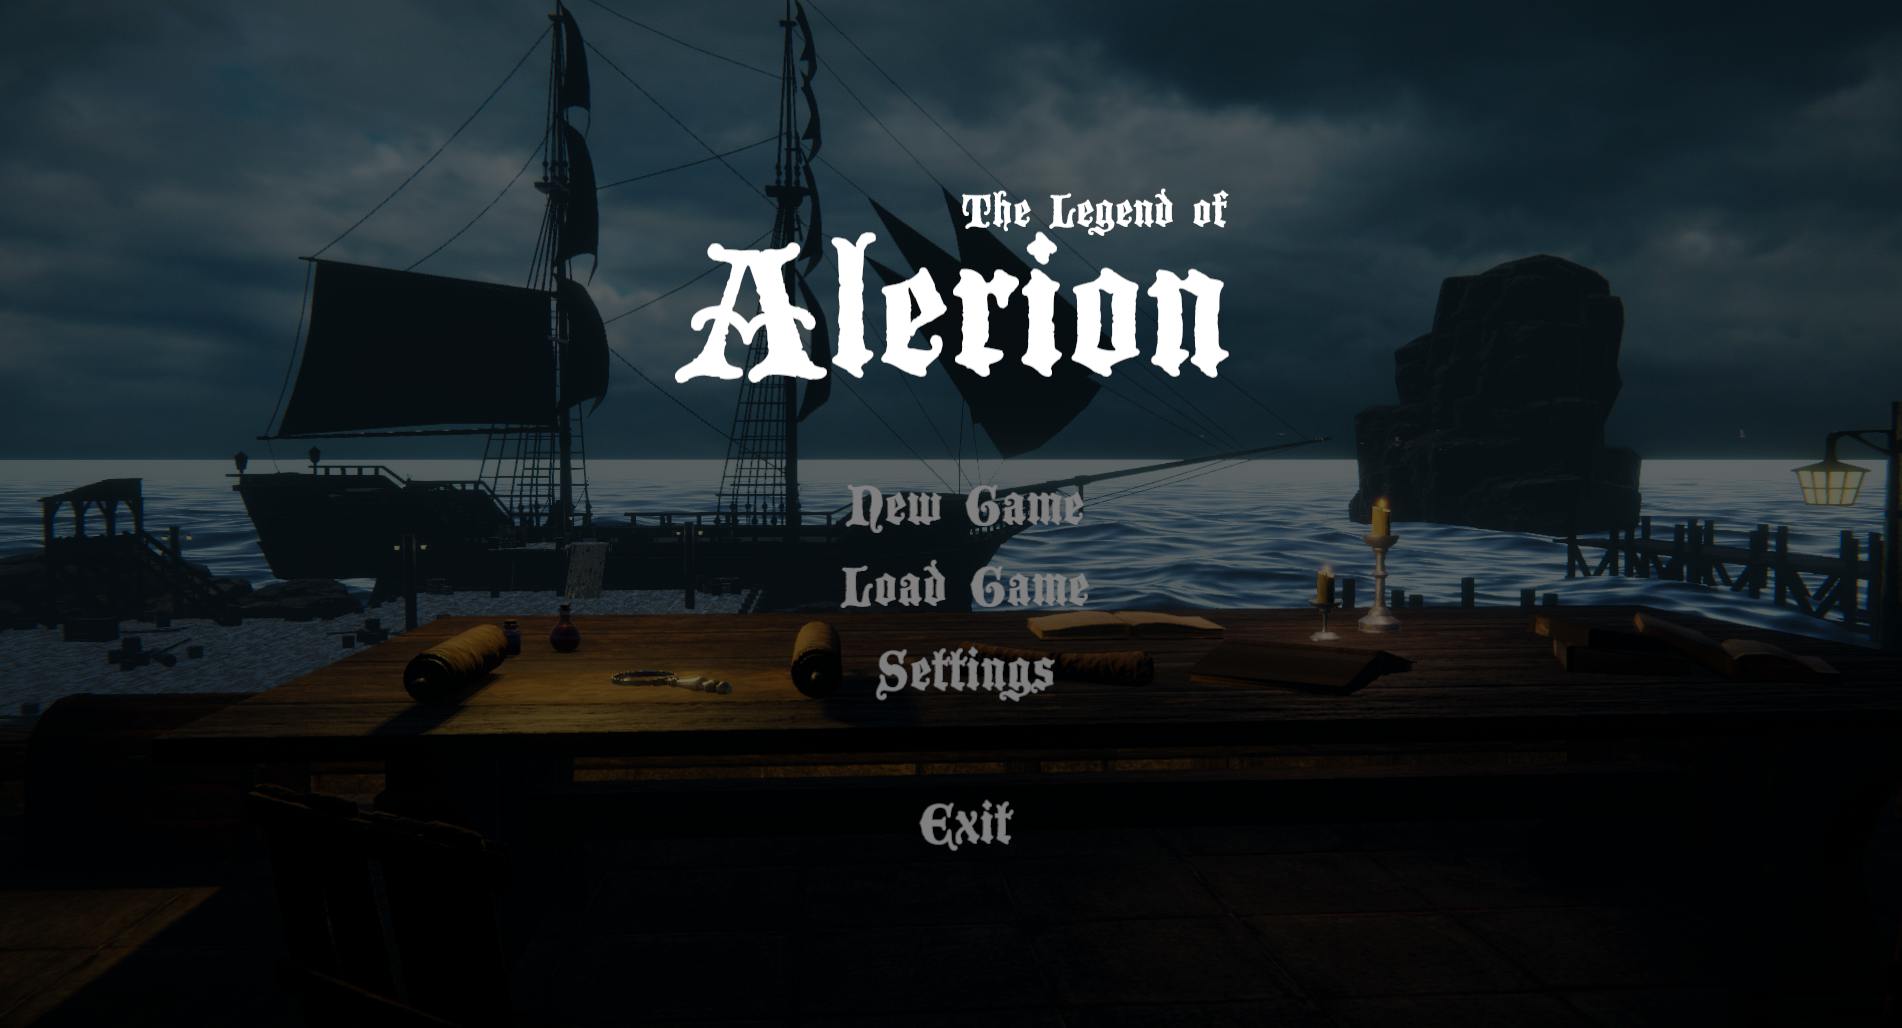 The Legend of
Alerion
New Game
Load Game
Settings
Exit